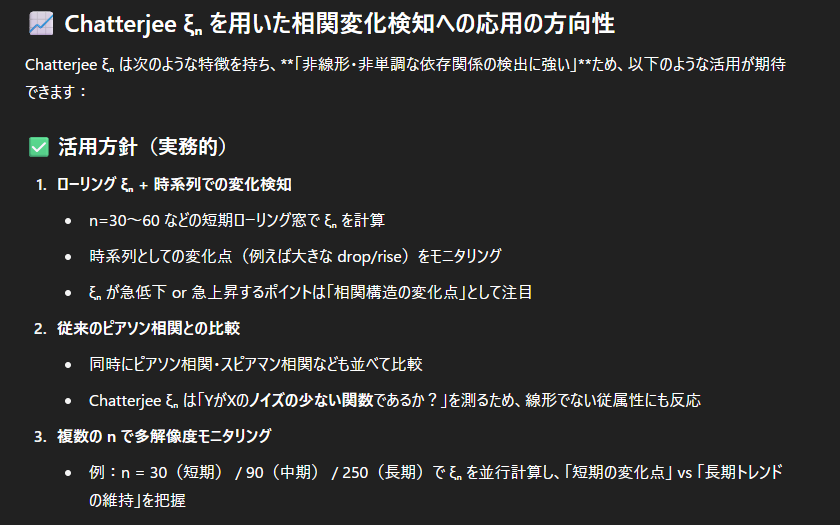 📈 Chatterjee ξₙ を用いた相関変化検知への応用の方向性
Chatterjee ξₙ は次のような特徴を持ち、**「非線形・非単調な依存関係の検出に強い」**ため、以下のような活用が期待
できます：
✅ 活用方針（実務的）
1. ローリング ξₙ + 時系列での変化検知
• n=30〜60 などの短期ローリング窓で ξₙ を計算
• 時系列としての変化点（例えば大きな drop/rise）をモニタリング
• ξₙ が急低下 or 急上昇するポイントは「相関構造の変化点」として注目
2. 従来のピアソン相関との比較
• 同時にピアソン相関・スピアマン相関なども並べて比較
• Chatterjee ξₙ は「YがXのノイズの少ない関数であるか？」を測るため、線形でない従属性にも反応
3. 複数の n で多解像度モニタリング
• 例：n = 30（短期） / 90（中期） / 250（長期）で ξₙ を並行計算し、「短期の変化点」 vs 「長期トレンド
の維持」を把握